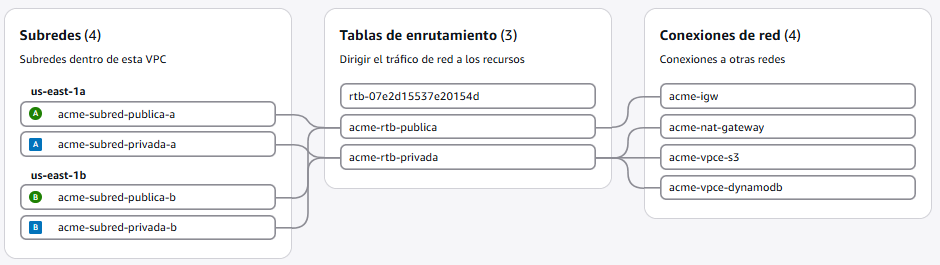 Subredes (4)
Subredes dentro de esta VPC
us-east-1a
A acme-subred-publica-a
A acme-subred-privada-a
us-east-1b
B acme-subred-publica-b
B acme-subred-privada-b
Tablas de enrutamiento (3)
Dirigir el tráfico de red a los recursos
rtb-07e2d15537e20154d
acme-rtb-publica
acme-rtb-privada
Conexiones de red (4)
Conexiones a otras redes
acme-igw
acme-nat-gateway
acme-vpce-s3
acme-vpce-dynamodb